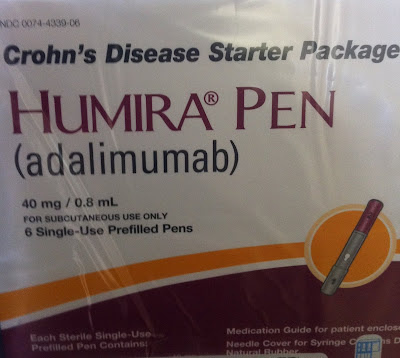 NDC 0074-4339-06
Crohn's Disease Starter Package
HUMIRA® PEN
(adalimumab)
40 mg / 0.8 mL
FOR SUBCUTANEOUS USE ONLY
6 Single-Use Prefilled Pens
Each Sterile Single-Use
Prefilled Pen Contains:
Medication Guide for patient enclose
Needle Cover for Syringe D
Natural Rubber